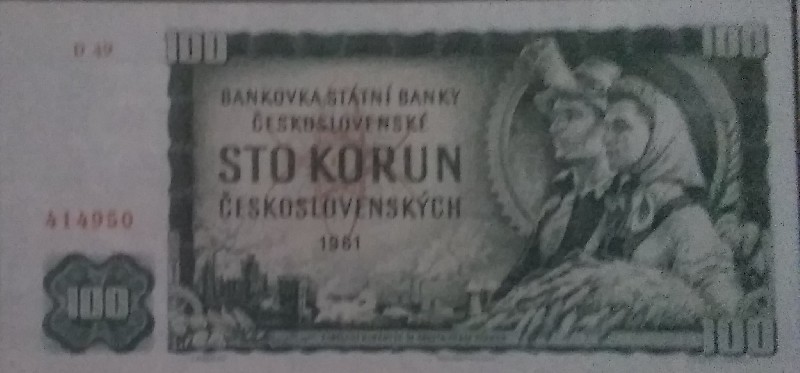 D 49
100
100
BANKOVKA STÁTNÍ BANKY
ČESKOSLOVENSKÉ
STO KORUN
ČESKOSLOVENSKÝCH
1961
414950
100
100